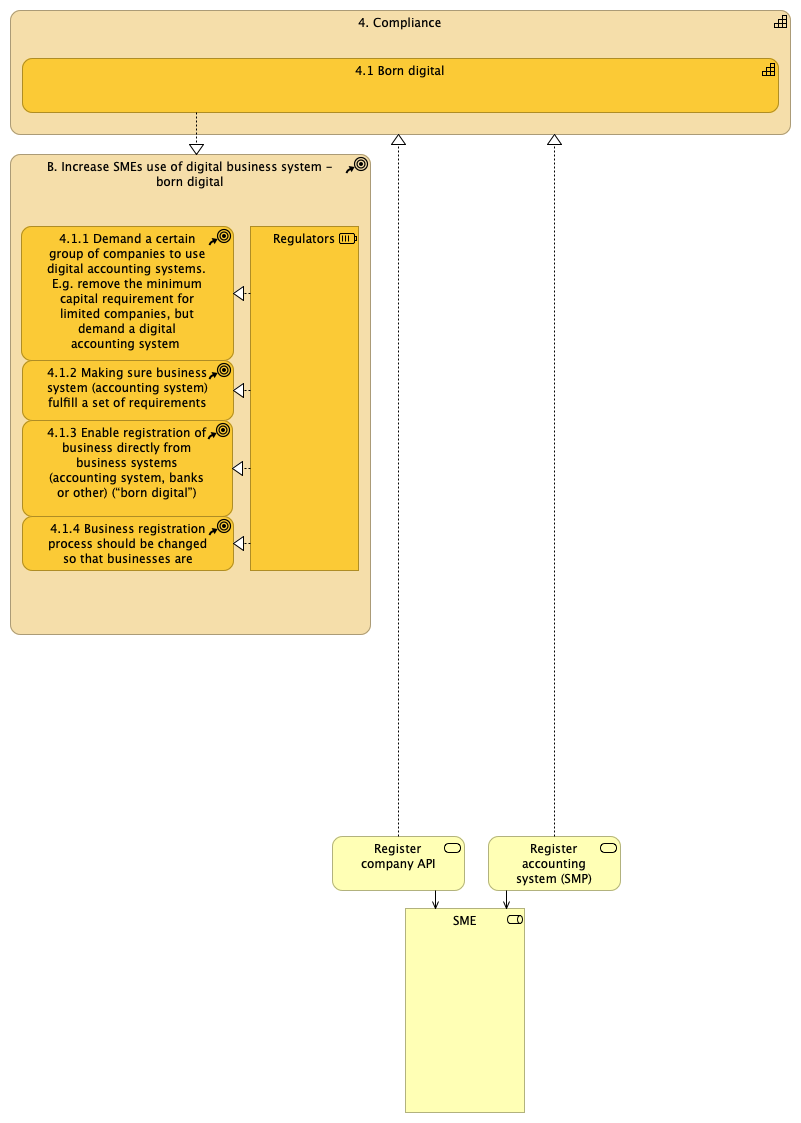 4. Compliance
4.1 Born digital
B. Increase SMEs use of digital business system –
born digital
4.1.1 Demand a certain
group of companies to use
digital accounting systems.
E.g. remove the minimum
capital requirement for
limited companies, but
demand a digital
accounting system
Regulators
4.1.2 Making sure business
system (accounting system)
fulfill a set of requirements
4.1.3 Enable registration of
business directly from
business systems
(accounting system, banks
or other) (“born digital”)
4.1.4 Business registration
process should be changed
so that businesses are
Register
company API
Register
accounting
system (SMP)
SME